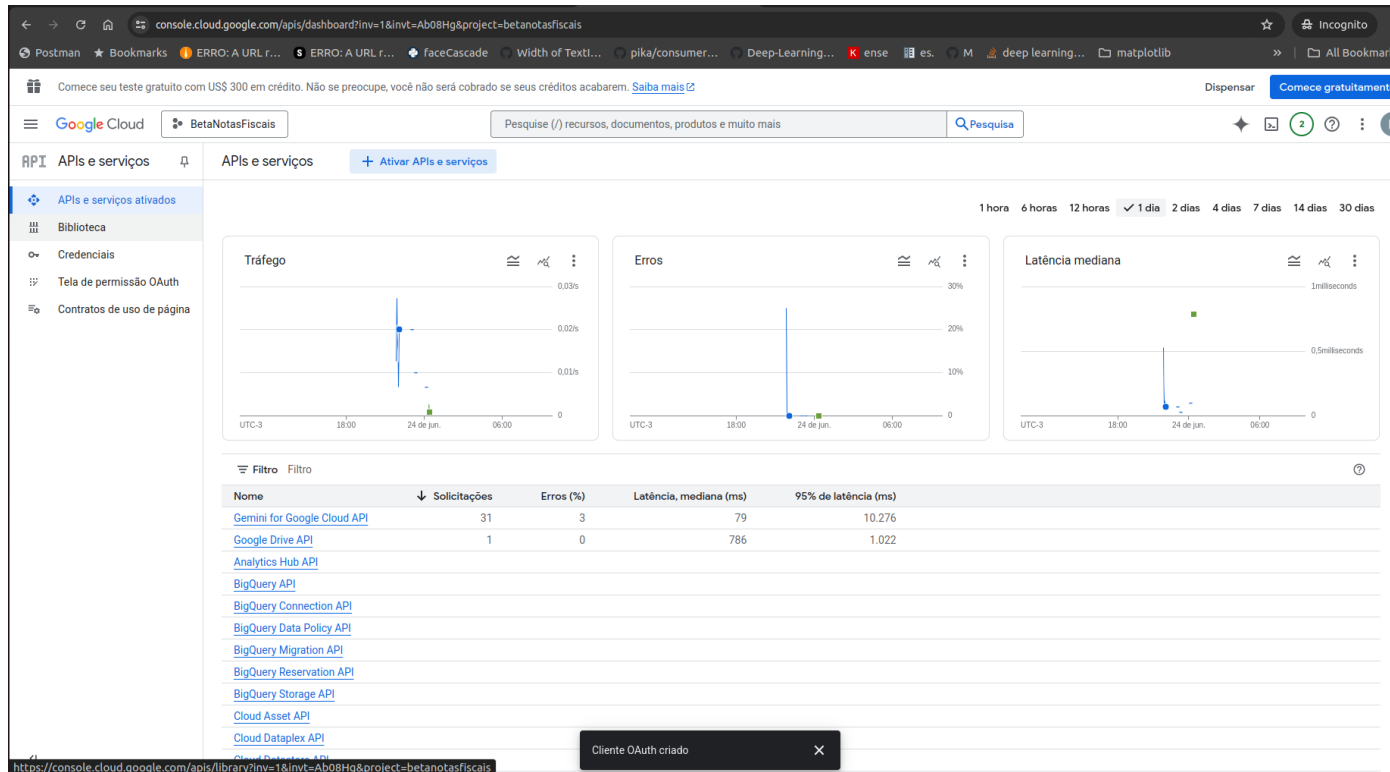 console.cloud.google.com/apis/dashboard?inv=1&invt=Ab08Hg&project=betanotasfiscais
Incognito
Postman Bookmarks ERRO: A URL r... ERRO: A URL r... faceCascade Width of TextI... pika/consumer... Deep-Learning... ense es. M deep learning... matplotlib » All Bookmar
Comece seu teste gratuito com US$ 300 em crédito. Não se preocupe, você não será cobrado se seus créditos acabarem. Saiba mais
Dispensar
Comece gratuitament
Google Cloud
BetaNotasFiscais
Pesquise (/) recursos, documentos, produtos e muito mais
Pesquisa
2
API APIs e serviços
APIs e serviços ativados
Biblioteca
Credenciais
Tela de permissão OAuth
Contratos de uso de página
APIs e serviços
+ Ativar APIs e serviços
1 hora 6 horas 12 horas 1 dia 2 dias 4 dias 7 dias 14 dias 30 dias
Tráfego
0,03/s
0,02/s
0,01/s
0
UTC-3 18:00 24 de jun. 06:00
Erros
30%
20%
10%
0
UTC-3 18:00 24 de jun. 06:00
Latência mediana
1milliseconds
0,5milliseconds
0
UTC-3 18:00 24 de jun. 06:00
Filtro Filtro
Nome Solicitações Erros (%) Latência, mediana (ms) 95% de latência (ms)
Gemini for Google Cloud API 31 3 79 10.276
Google Drive API 1 0 786 1.022
Analytics Hub API
BigQuery API
BigQuery Connection API
BigQuery Data Policy API
BigQuery Migration API
BigQuery Reservation API
BigQuery Storage API
Cloud Asset API
Cloud Dataplex API
Cliente OAuth criado
https://console.cloud.google.com/apis/library?inv=1&invt=Ab08Hg&project=betanotasfiscais